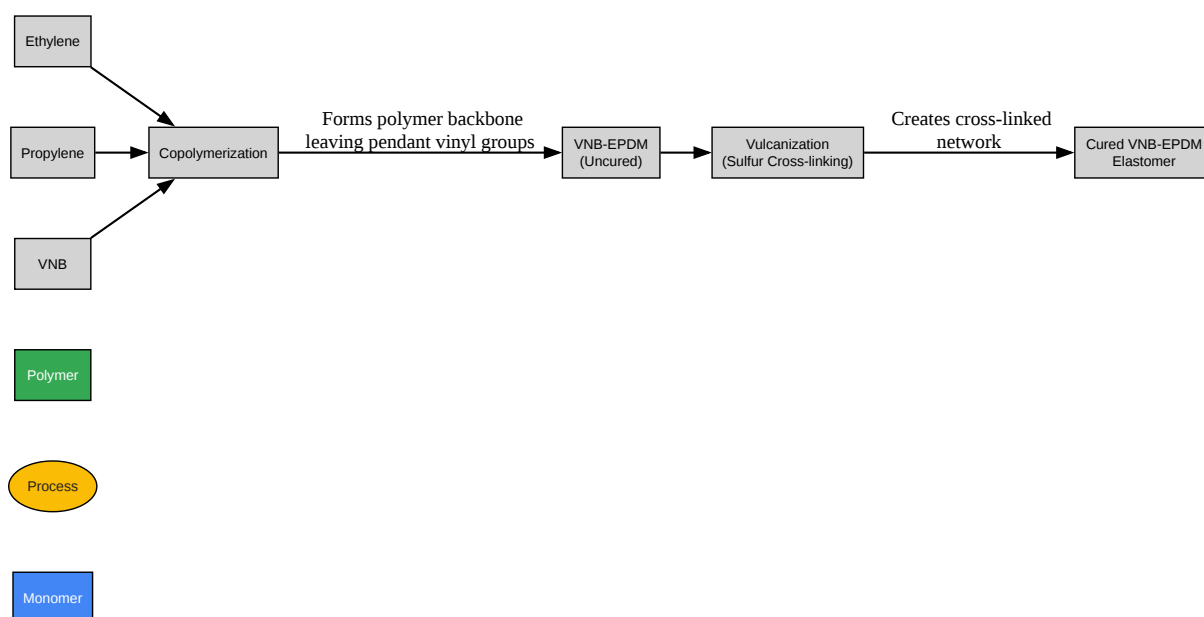 Ethylene
Propylene
VNB
Copolymerization
Forms polymer backbone
leaving pendant vinyl groups
VNB-EPDM
(Uncured)
Vulcanization
(Sulfur Cross-linking)
Creates cross-linked
network
Cured VNB-EPDM
Elastomer
Polymer
Process
Monomer